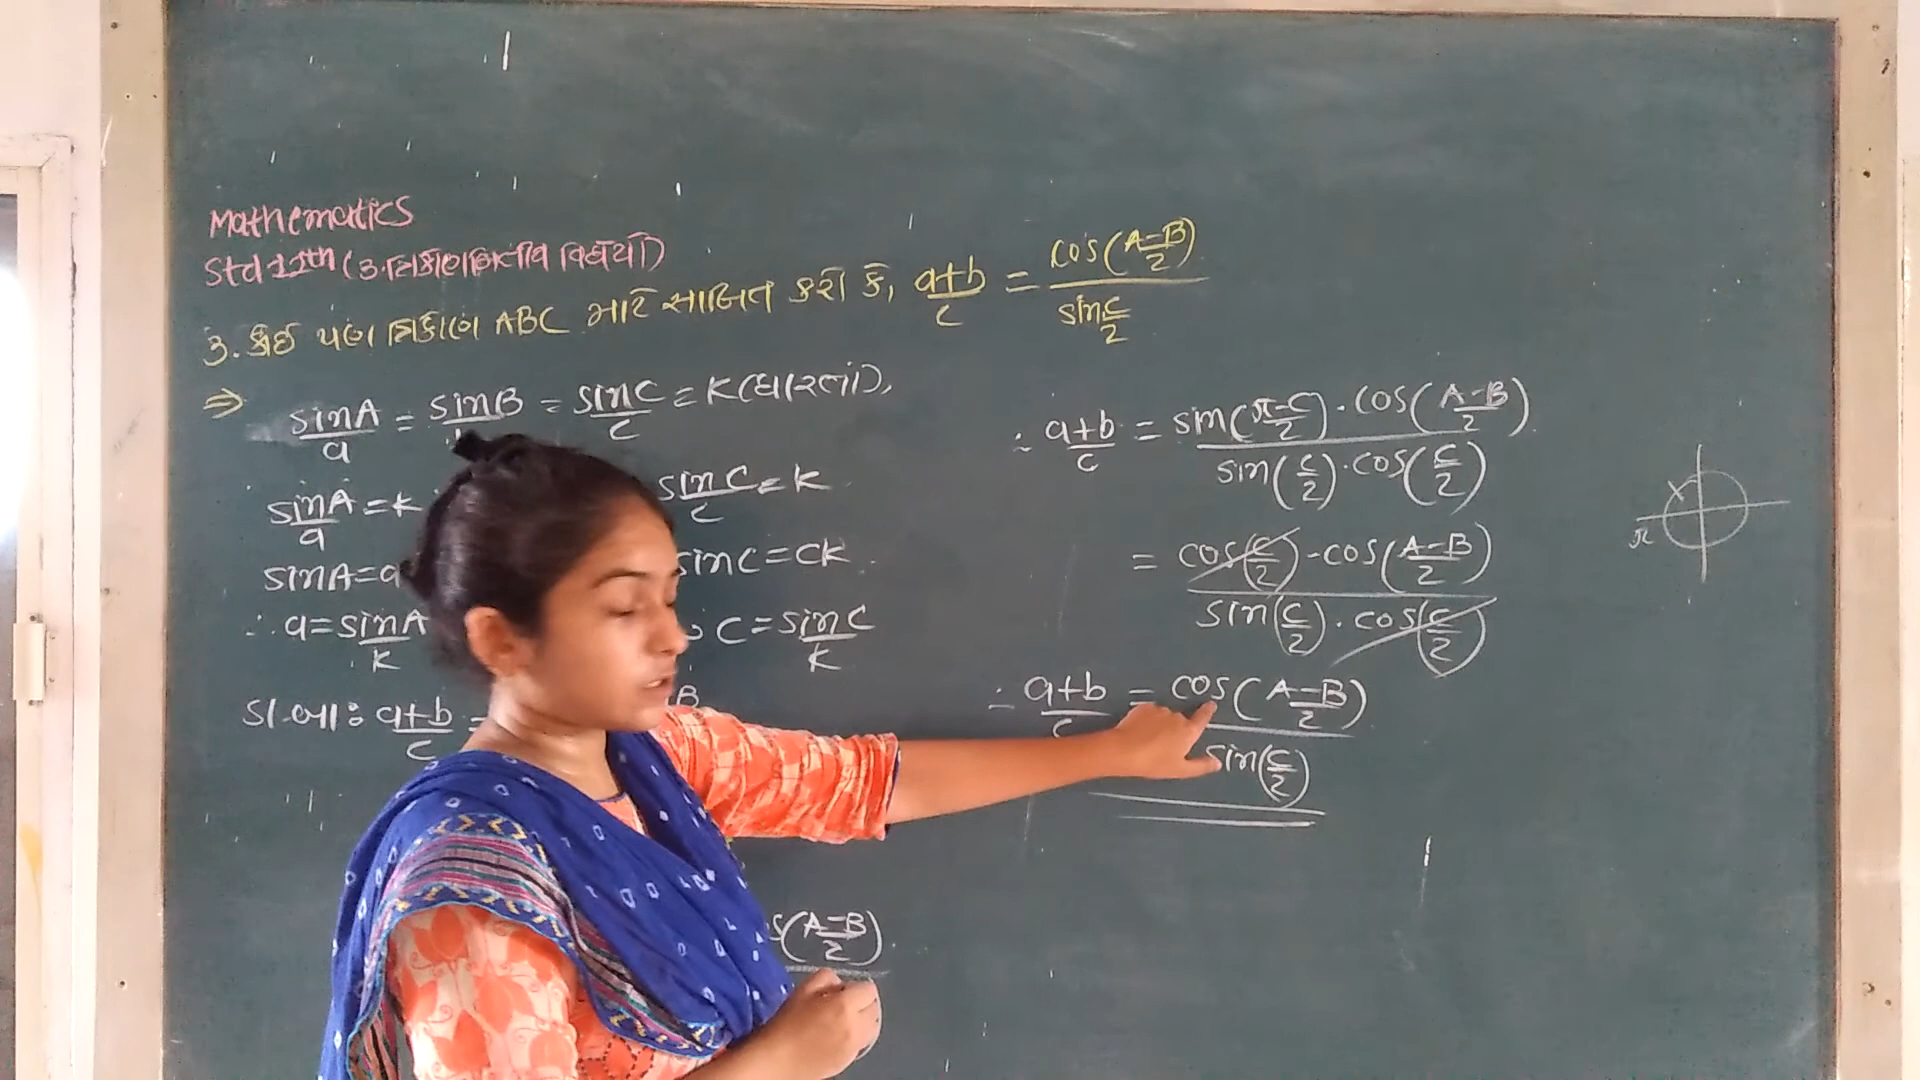 Mathematics
Std 11th (3.ત્રિકોણમિતીય વિધેયો)
3. કોઈ પણ ત્રિકોણ ABC માટે સાબિત કરો કે, a+b/c = cos(A-B/2)/sin C/2
⇒ sinA/a = sinB/ = sinC/c = K(ધારતાં),
sinA/a = K sinC/c = K
sinA=a sinC=CK
∴ a=sinA/K C=sinC/K
ડા.બા: a+b/c = B
s(A-B/2)
∴ a+b/c = sin(π-C/2)·cos(A-B/2)/sin(C/2)·cos(C/2)
= cos(C/2)-cos(A-B/2)/sin(C/2)·cos(C/2)
∴ a+b/c = cos(A-B/2)/sin(C/2)
π